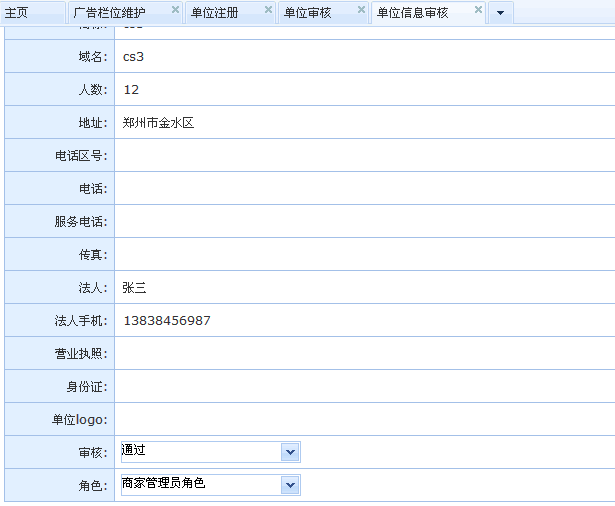 主页 广告栏位维护 单位注册 单位审核 单位信息审核
域名: cs3
人数: 12
地址: 郑州市金水区
电话区号:
电话:
服务电话:
传真:
法人: 张三
法人手机: 13838456987
营业执照:
身份证:
单位logo:
审核: 通过
角色: 商家管理员角色